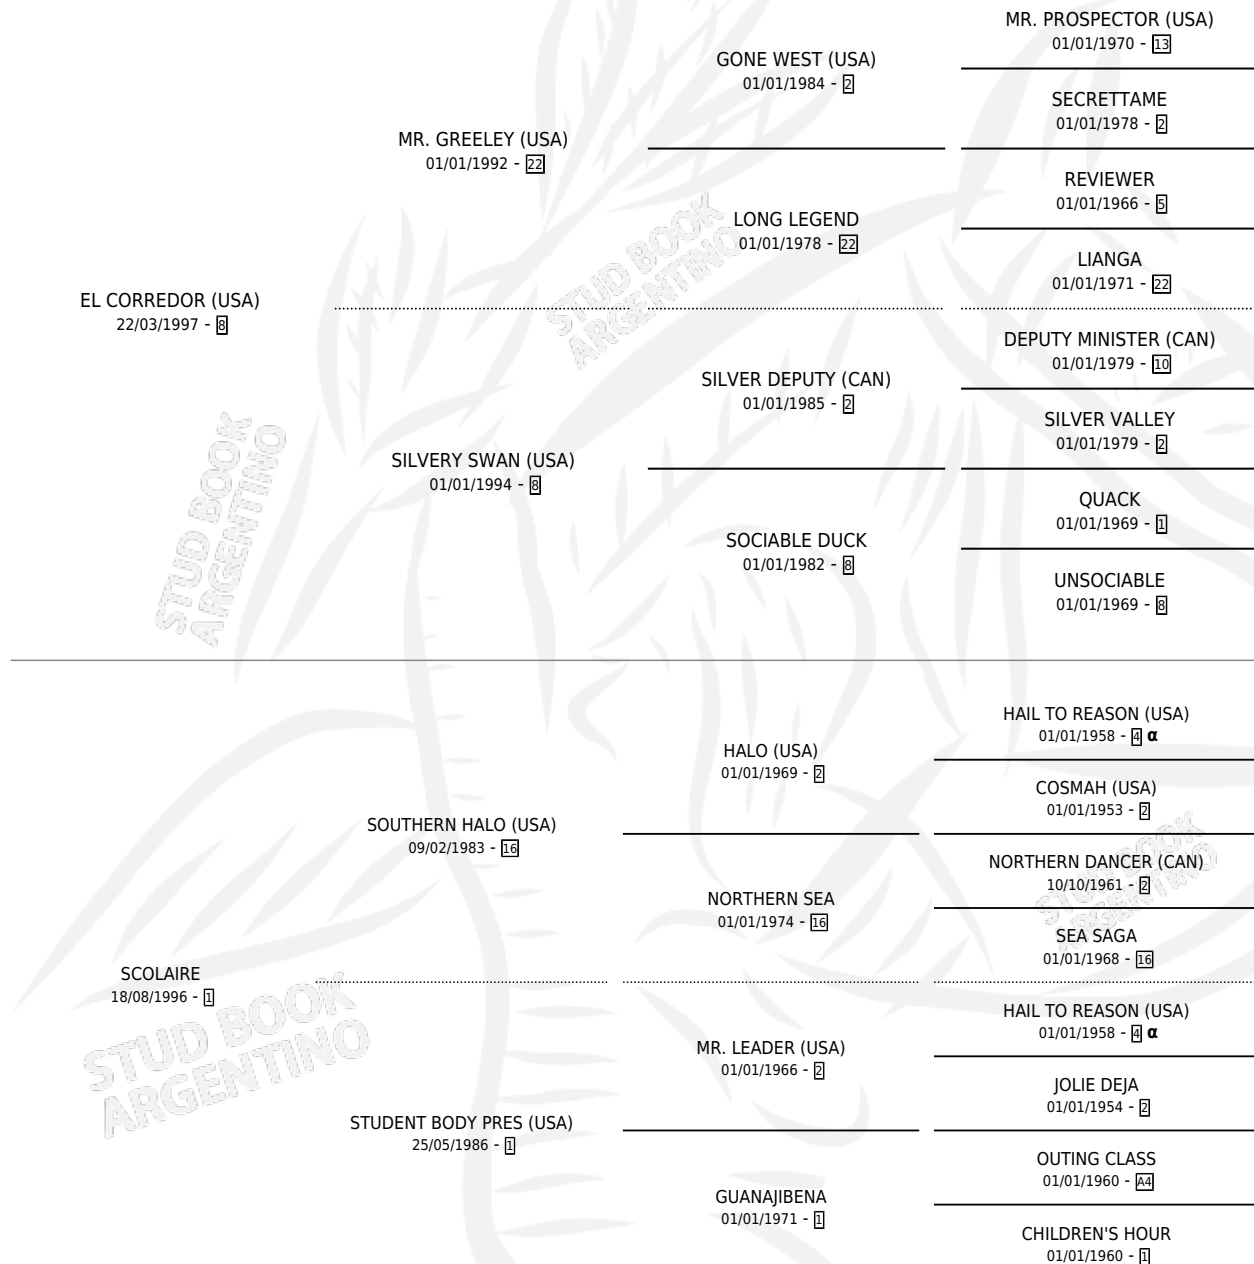 MR. PROSPECTOR (USA)
01/01/1970 - 13
GONE WEST (USA)
01/01/1984 - 2
SECRETTAME
01/01/1978 - 2
MR. GREELEY (USA)
01/01/1992 - 22
REVIEWER
01/01/1966 - 5
LONG LEGEND
01/01/1978 - 22
LIANGA
01/01/1971 - 22
EL CORREDOR (USA)
22/03/1997 - 8
DEPUTY MINISTER (CAN)
01/01/1979 - 10
SILVER DEPUTY (CAN)
01/01/1985 - 2
SILVER VALLEY
01/01/1979 - 2
SILVERY SWAN (USA)
01/01/1994 - 8
QUACK
01/01/1969 - 1
SOCIABLE DUCK
01/01/1982 - 8
UNSOCIABLE
01/01/1969 - 8
HAIL TO REASON (USA)
01/01/1958 - 4 α
HALO (USA)
01/01/1969 - 2
COSMAH (USA)
01/01/1953 - 2
SOUTHERN HALO (USA)
09/02/1983 - 16
NORTHERN DANCER (CAN)
10/10/1961 - 2
NORTHERN SEA
01/01/1974 - 16
SEA SAGA
01/01/1968 - 16
SCOLAIRE
18/08/1996 - 1
HAIL TO REASON (USA)
01/01/1958 - 4 α
MR. LEADER (USA)
01/01/1966 - 2
JOLIE DEJA
01/01/1954 - 2
STUDENT BODY PRES (USA)
25/05/1986 - 1
OUTING CLASS
01/01/1960 - A4
GUANAJIBENA
01/01/1971 - 1
CHILDREN'S HOUR
01/01/1960 - 1
STUD BOOK
ARGENTINO
STUD BOOK
ARGENTINO
STUD BOOK
ARGENTINO
STUD BOOK
ARGENTINO